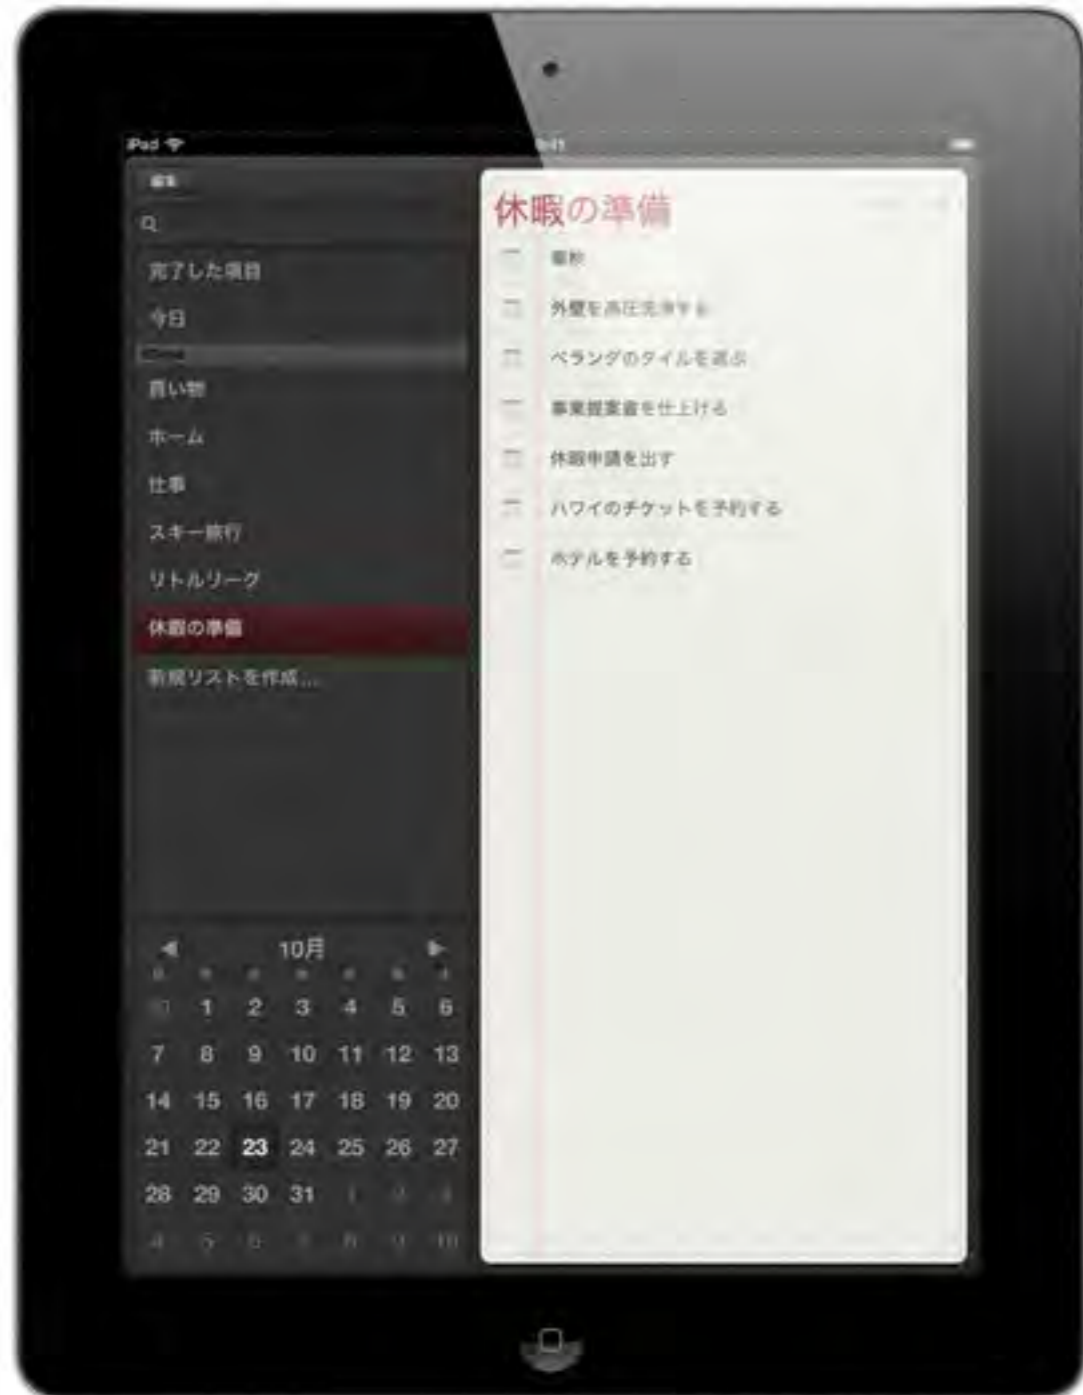 iPad
9:41
編集
完了した項目
今日
買い物
ホーム
仕事
スキー旅行
リトルリーグ
休暇の準備
新規リストを作成...
10月
1 2 3 4 5 6
7 8 9 10 11 12 13
14 15 16 17 18 19 20
21 22 23 24 25 26 27
28 29 30 31
休暇の準備
外壁を高圧洗浄する
ベランダのタイルを選ぶ
事業提案書を仕上げる
休暇申請を出す
ハワイのチケットを予約する
ホテルを予約する